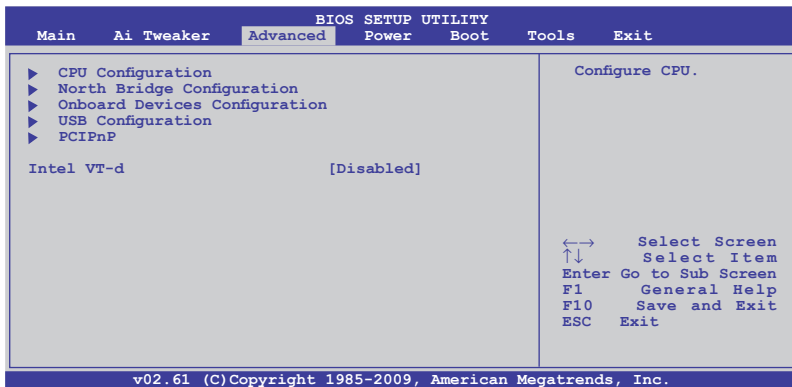 BIOS SETUP UTILITY
Main Ai Tweaker Advanced Power Boot Tools Exit
CPU Configuration
North Bridge Configuration
Onboard Devices Configuration
USB Configuration
PCIPnP
Intel VT-d [Disabled]
Configure CPU.
←→ Select Screen
↑↓ Select Item
Enter Go to Sub Screen
F1 General Help
F10 Save and Exit
ESC Exit
v02.61 (C)Copyright 1985-2009, American Megatrends, Inc.